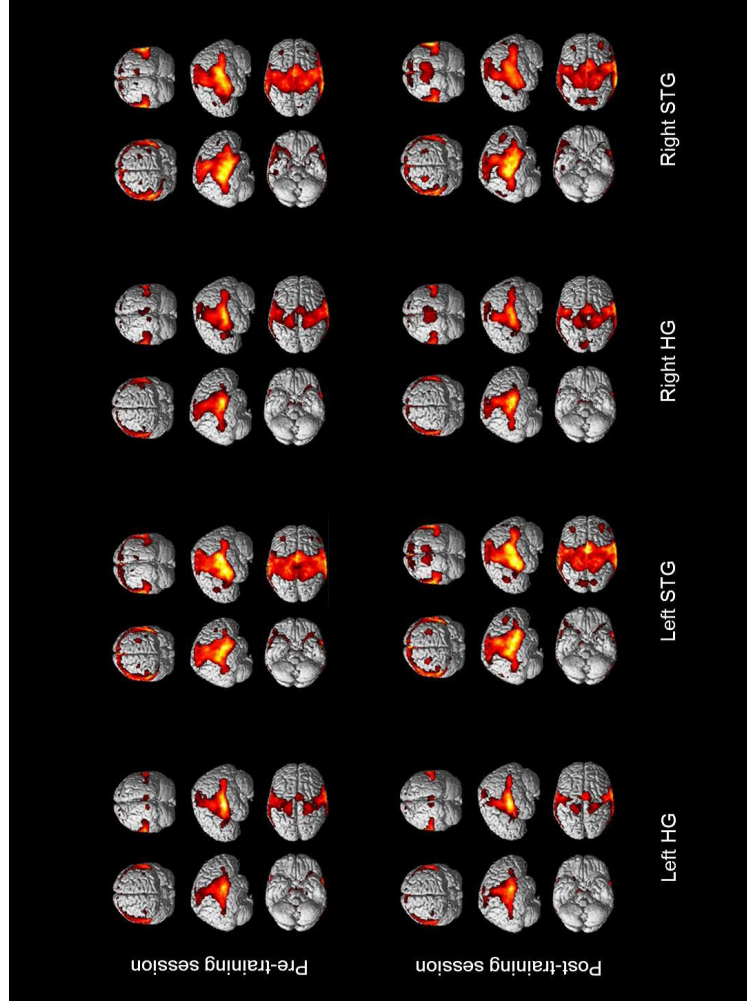 Pre-training session
Post-training session
Left HG
Left STG
Right HG
Right STG